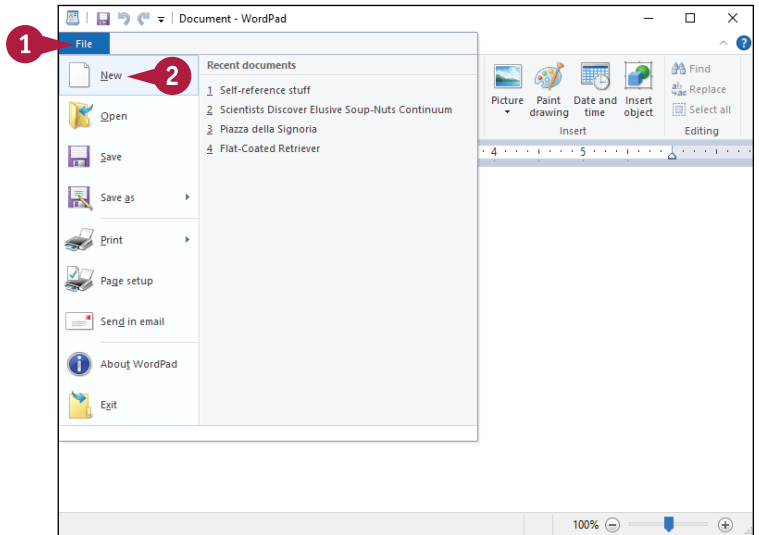 Document - WordPad
1
File
New
2
Open
Save
Save as
Print
Page setup
Send in email
About WordPad
Exit
Recent documents
1 Self-reference stuff
2 Scientists Discover Elusive Soup-Nuts Continuum
3 Piazza della Signoria
4 Flat-Coated Retriever
Picture
Paint drawing
Date and time
Insert object
Insert
Find
Replace
Select all
Editing
4 5
100%